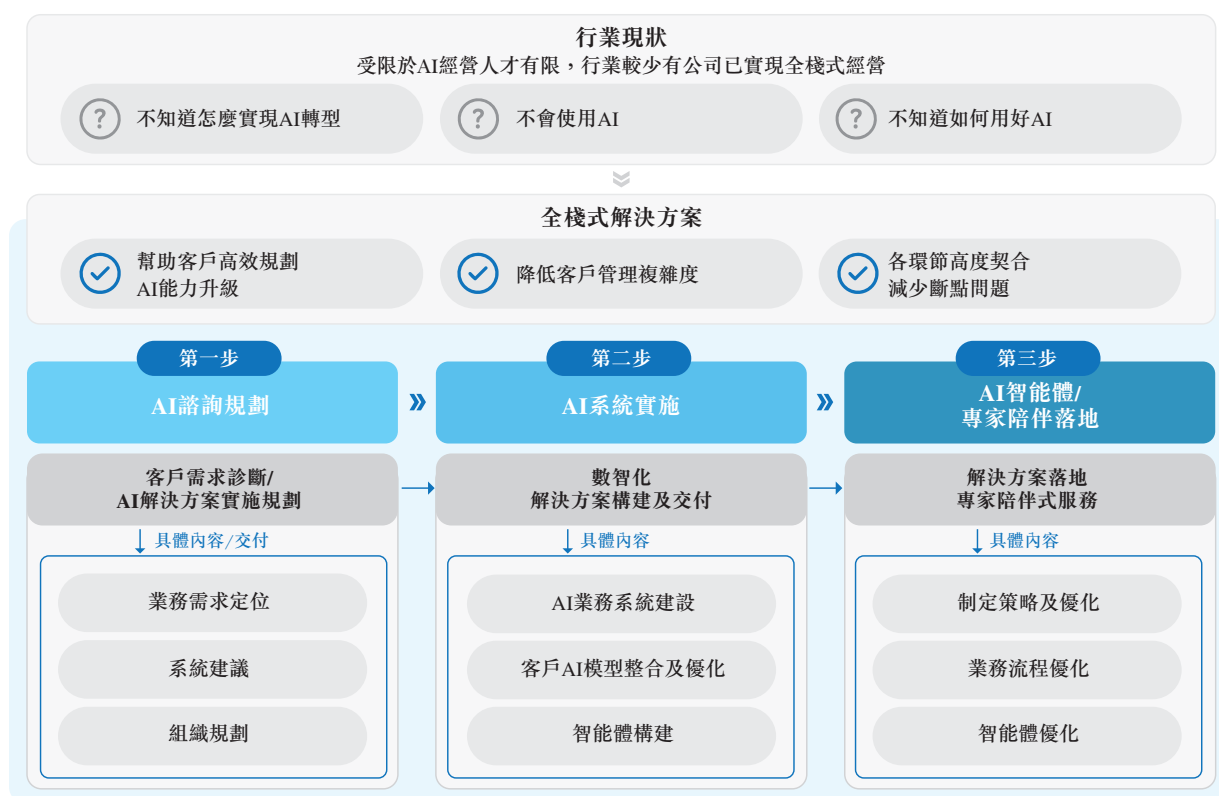 行業現狀
受限於AI經營人才有限，行業較少有公司已實現全棧式經營
? 不知道怎麼實現AI轉型
? 不會使用AI
? 不知道如何用好AI
全棧式解決方案
幫助客戶高效規劃
AI能力升級
降低客戶管理複雜度
各環節高度契合
減少斷點問題
第一步
AI諮詢規劃
第二步
AI系統實施
第三步
AI智能體/
專家陪伴落地
客戶需求診斷/
AI解決方案實施規劃
數智化
解決方案構建及交付
解決方案落地
專家陪伴式服務
具體內容/交付
業務需求定位
系統建議
組織規劃
具體內容
AI業務系統建設
客戶AI模型整合及優化
智能體構建
具體內容
制定策略及優化
業務流程優化
智能體優化